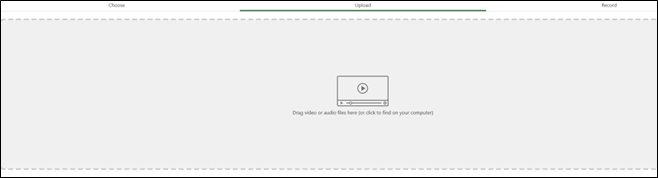 Choose Upload Record
Drag video or audio files here (or click to find on your computer)